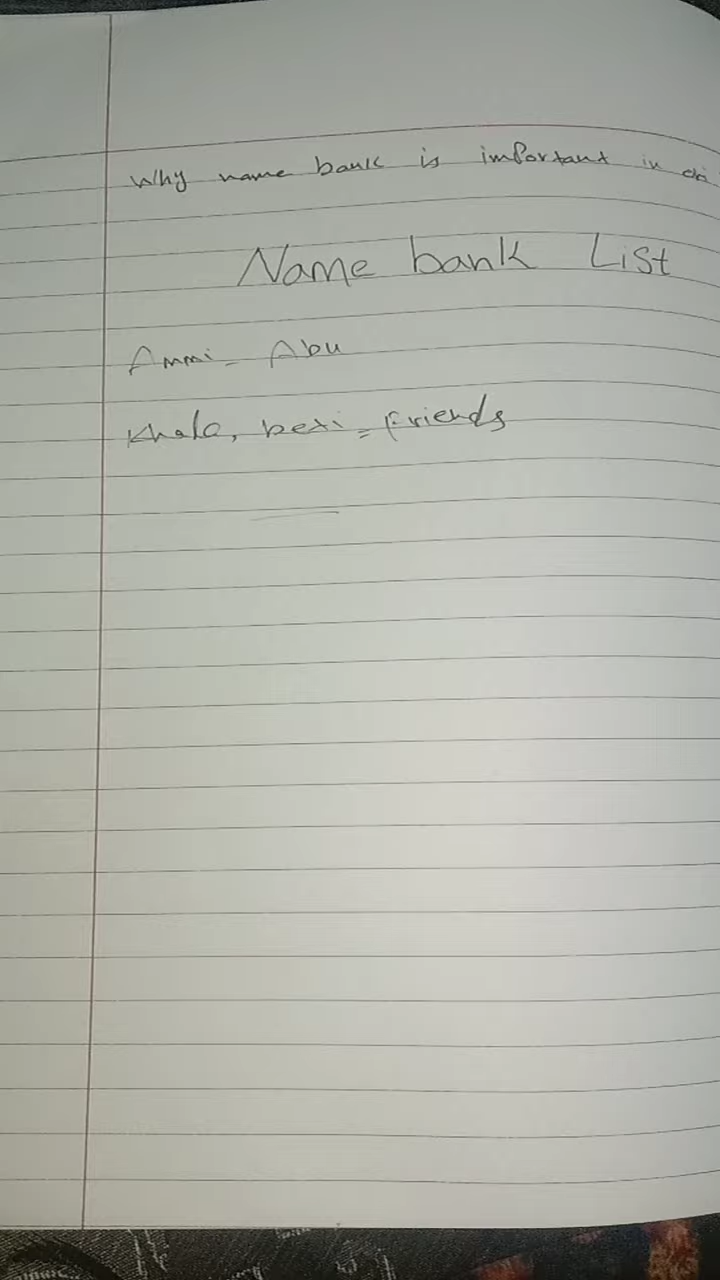 Why name bank is important in
Name bank List
Ammi - Abu
Khala, beti = friends